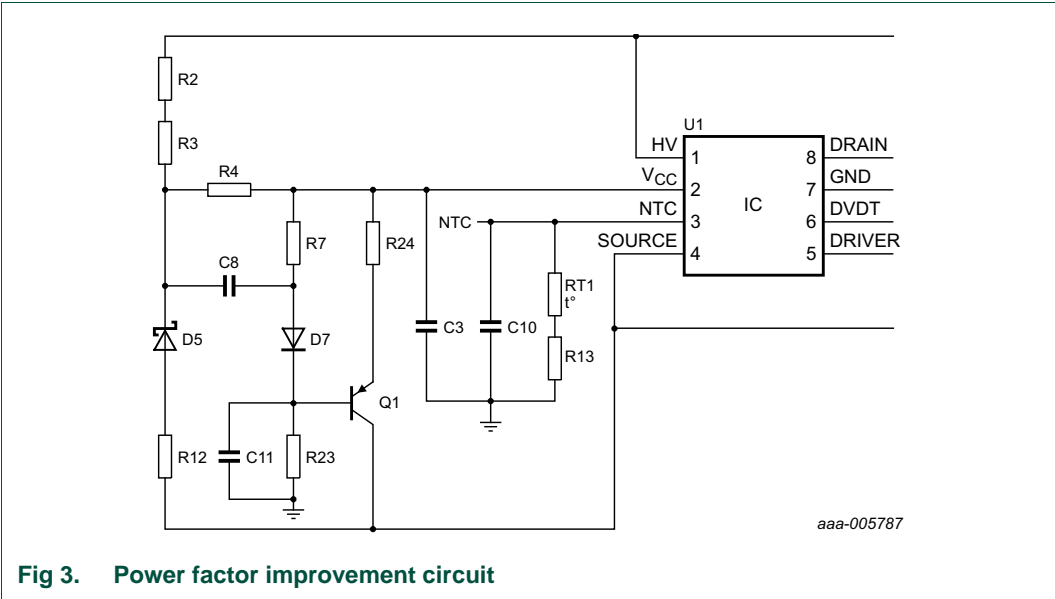 R2
R3
R4
R7
R24
C8
D5
D7
Q1
R12
C11
R23
C3
C10
RT1
t°
R13
NTC
U1
IC
HV
1
VCC
2
NTC
3
SOURCE
4
8
DRAIN
7
GND
6
DVDT
5
DRIVER
aaa-005787
Fig 3. Power factor improvement circuit